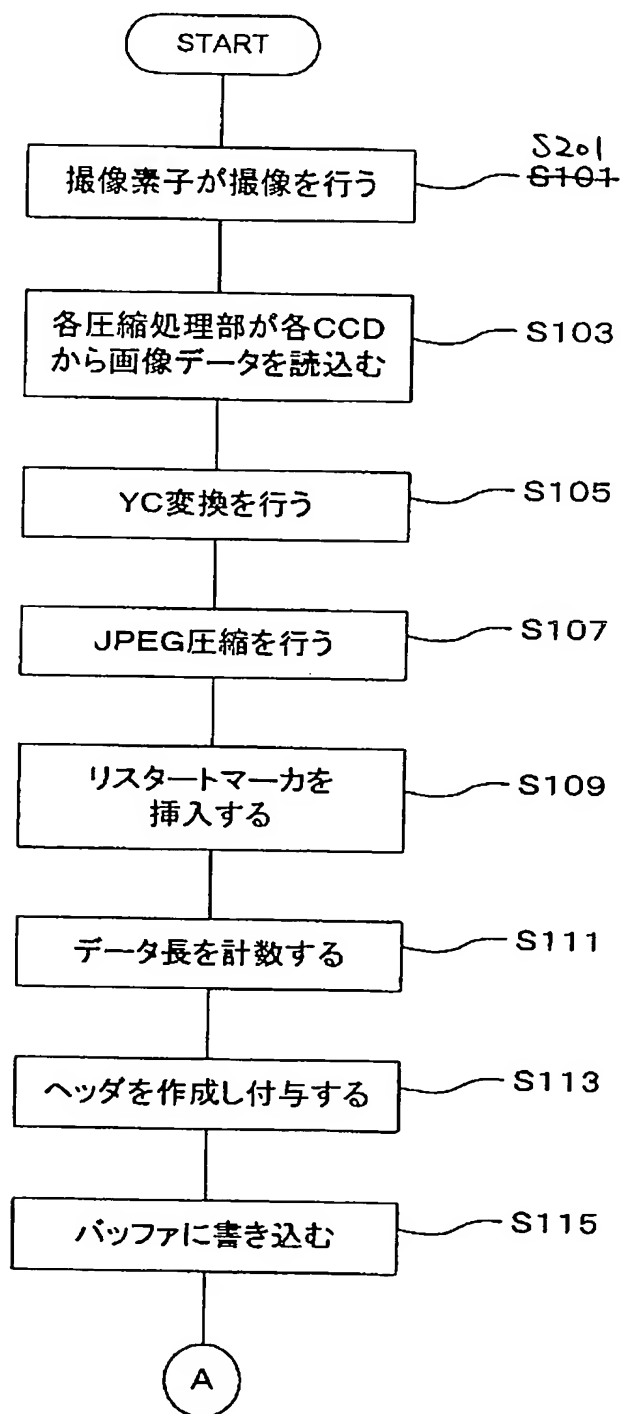 START
S201
撮像素子が撮像を行う
S101
各圧縮処理部が各CCD
から画像データを読込む
S103
YC変換を行う
S105
JPEG圧縮を行う
S107
リスタートマーカを
挿入する
S109
データ長を計数する
S111
ヘッダを作成し付与する
S113
バッファに書き込む
S115
A